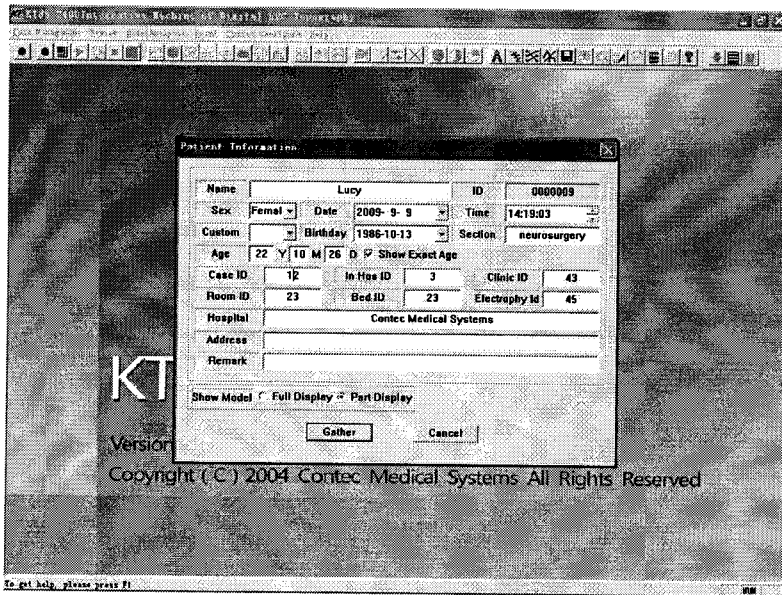 Patient Information
Name Lucy ID 0000009
Sex Femal Date 2009- 9- 9 Time 14:19:03
Custom Birthday 1986-10-13 Section neurosurgery
Age 22 Y 10 M 26 D Show Exact Age
Case ID 12 In Hos ID 3 Clinic ID 43
Room ID 23 Bed ID 23 Electrophy Id 45
Hospital Contec Medical Systems
Address
Remark
Show Model Full Display Part Display
Gather Cancel
KT
Version
Copyright ( C ) 2004 Contec Medical Systems All Rights Reserved
To get help, please press F1
NUM